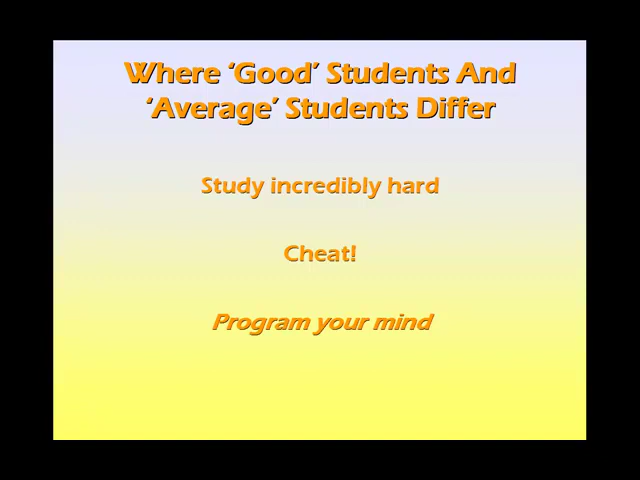 Where ‘Good’ Students And
‘Average’ Students Differ
Study incredibly hard
Cheat!
Program your mind